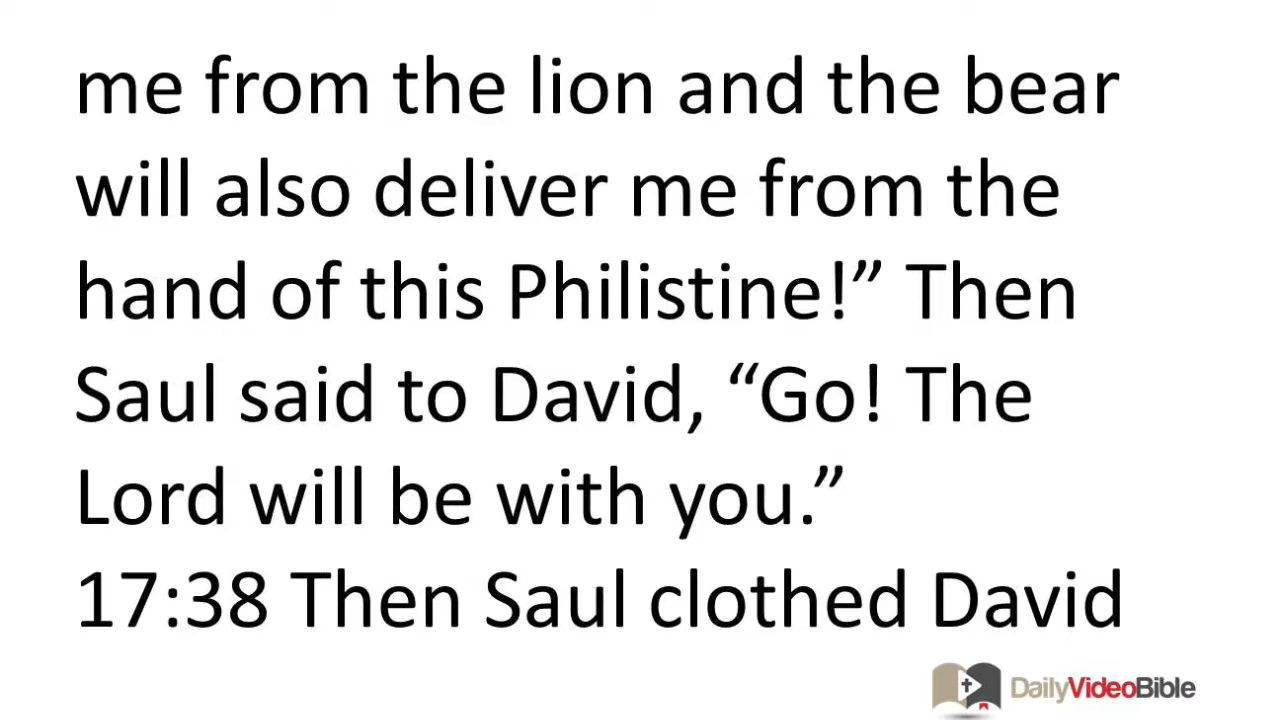 me from the lion and the bear
will also deliver me from the
hand of this Philistine!” Then
Saul said to David, “Go! The
Lord will be with you.”
17:38 Then Saul clothed David
DailyVideoBible